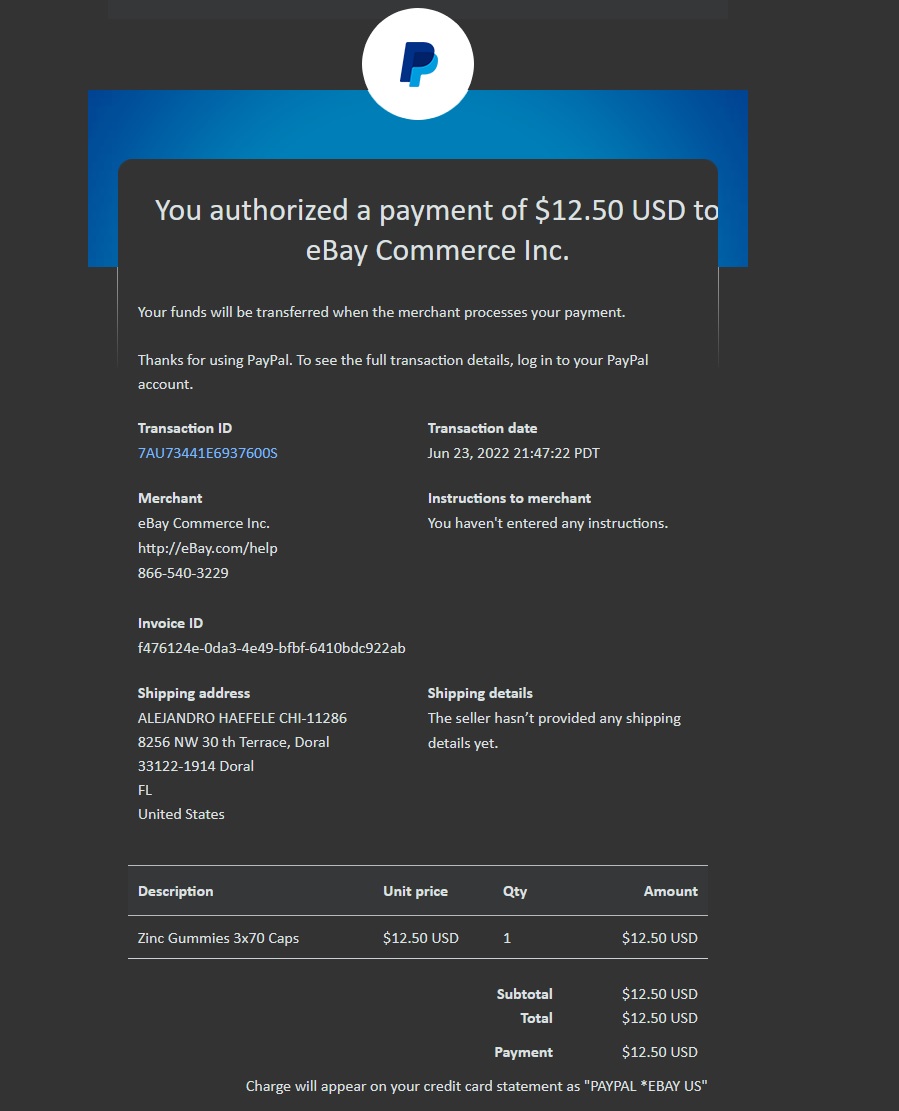 You authorized a payment of $12.50 USD to
eBay Commerce Inc.
Your funds will be transferred when the merchant processes your payment.
Thanks for using PayPal. To see the full transaction details, log in to your PayPal
account.
Transaction ID
7AU73441E6937600S
Transaction date
Jun 23, 2022 21:47:22 PDT
Merchant
eBay Commerce Inc.
http://eBay.com/help
866-540-3229
Instructions to merchant
You haven't entered any instructions.
Invoice ID
f476124e-0da3-4e49-bfbf-6410bdc922ab
Shipping address
ALEJANDRO HAEFELE CHI-11286
8256 NW 30 th Terrace, Doral
33122-1914 Doral
FL
United States
Shipping details
The seller hasn’t provided any shipping
details yet.
Description Unit price Qty Amount
Zinc Gummies 3x70 Caps $12.50 USD 1 $12.50 USD
Subtotal $12.50 USD
Total $12.50 USD
Payment $12.50 USD
Charge will appear on your credit card statement as "PAYPAL *EBAY US"